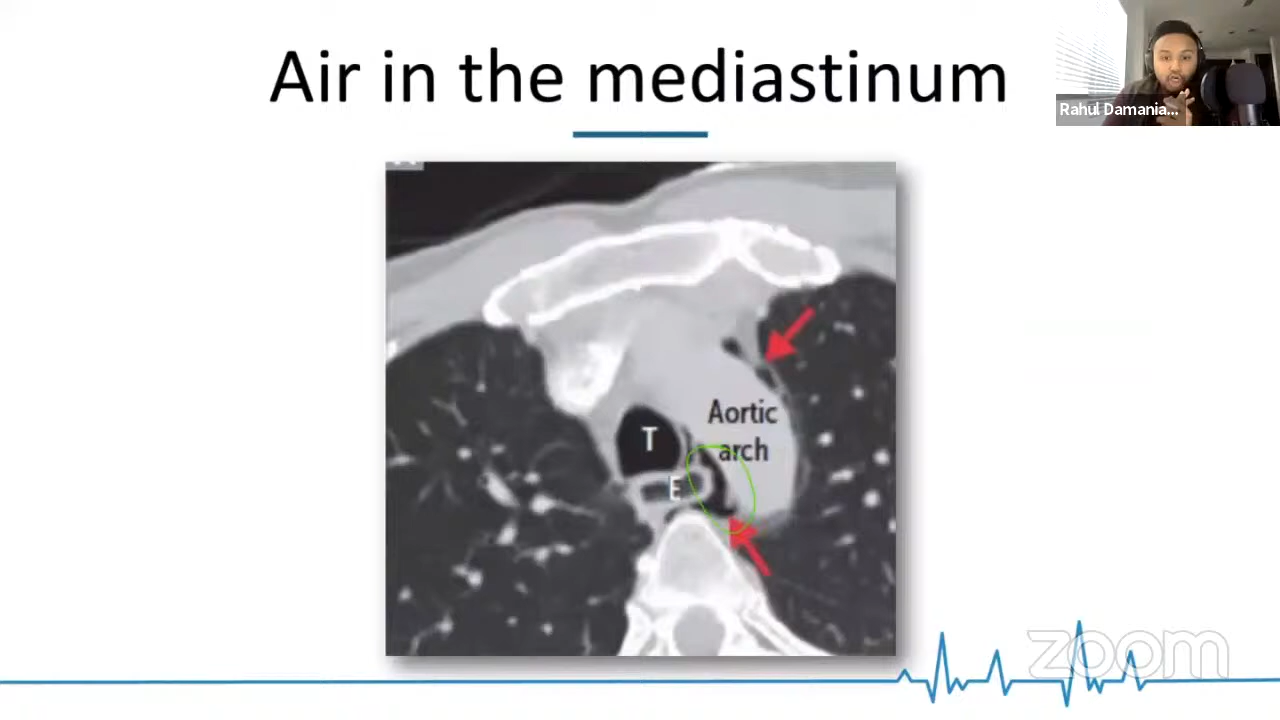 Air in the mediastinum
Rahul Damania...
Aortic
arch
T
E
zoom